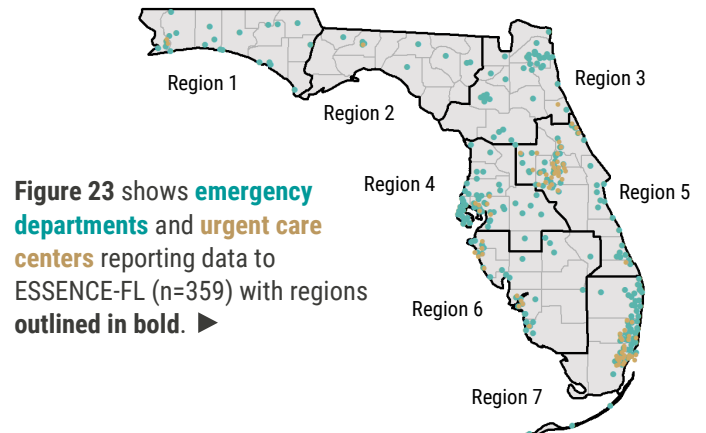 Region 1
Region 2
Region 3
Region 4
Region 5
Figure 23 shows emergency
departments and urgent care
centers reporting data to
ESSENCE-FL (n=359) with regions
outlined in bold. ►
Region 6
Region 7